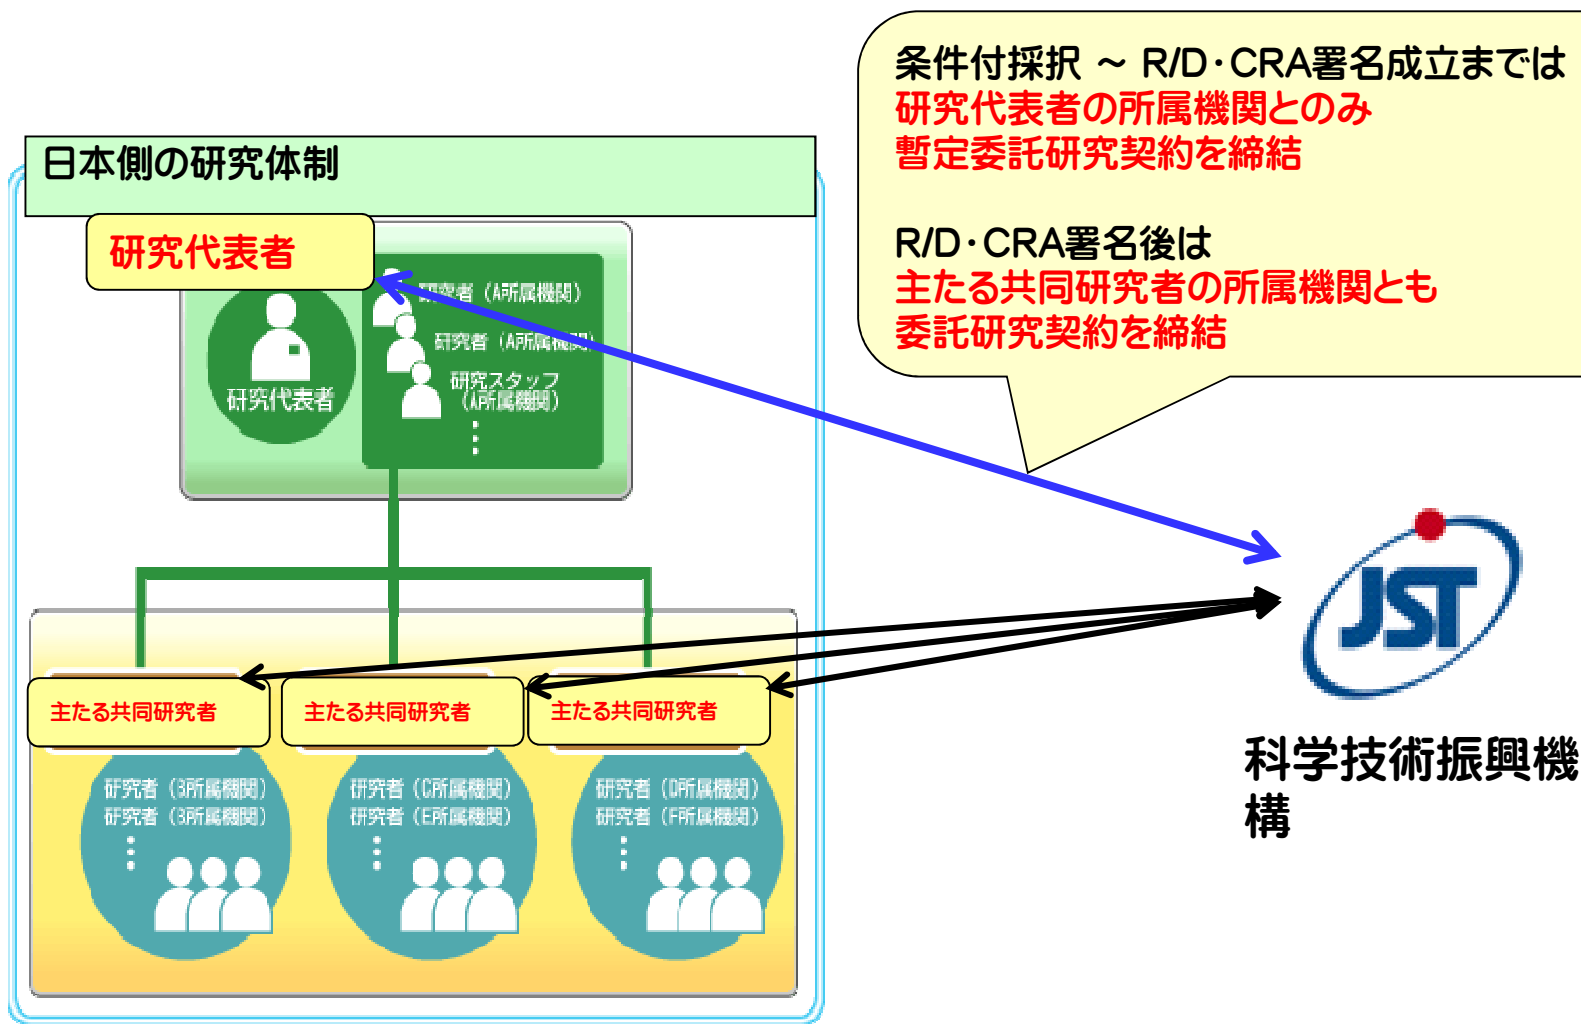 条件付採択 ～ R/D・CRA署名成立までは
研究代表者の所属機関とのみ
暫定委託研究契約を締結
R/D・CRA署名後は
主たる共同研究者の所属機関とも
委託研究契約を締結
日本側の研究体制
研究代表者
研究者（A所属機関）
研究者（A所属機関）
研究スタッフ
（A所属機関）
研究代表者
JST
科学技術振興機
構
主たる共同研究者
主たる共同研究者
主たる共同研究者
研究者（B所属機関）
研究者（B所属機関）
研究者（C所属機関）
研究者（E所属機関）
研究者（D所属機関）
研究者（F所属機関）